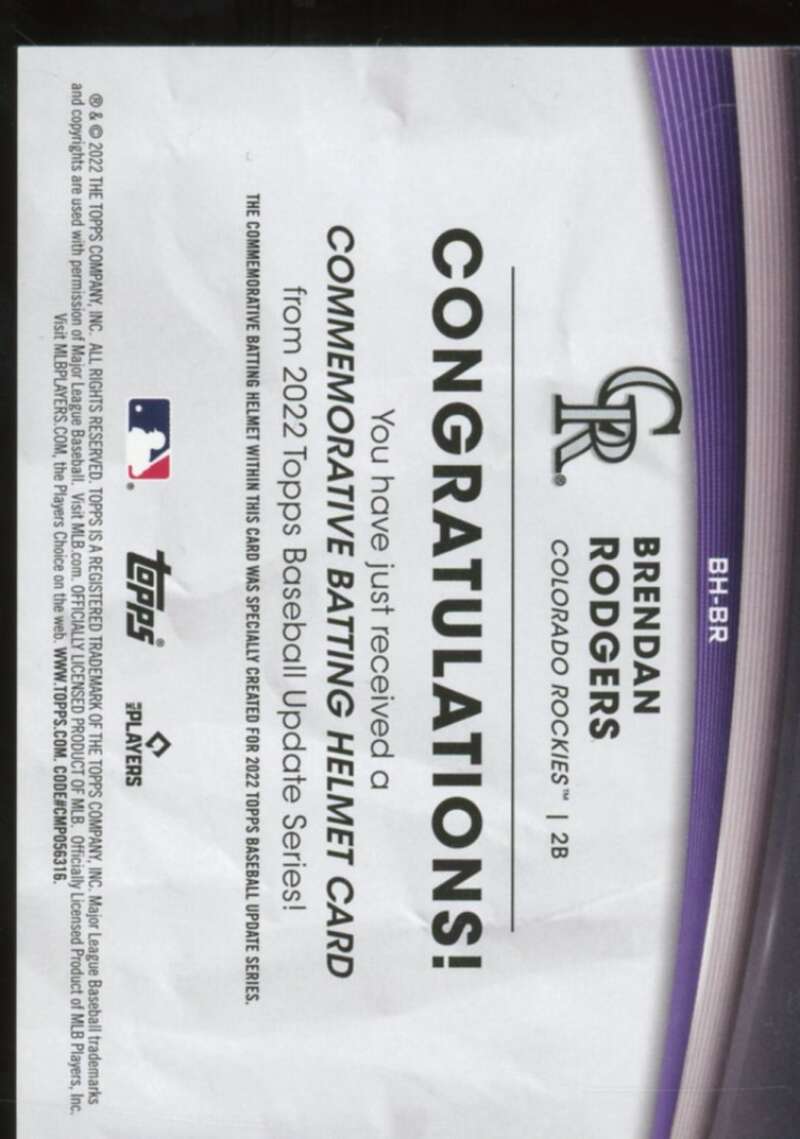 BH-BR
CR®
BRENDAN
RODGERS
COLORADO ROCKIES™ | 2B
CONGRATULATIONS!
You have just received a
COMMEMORATIVE BATTING HELMET CARD
from 2022 Topps Baseball Update Series!
THE COMMEMORATIVE BATTING HELMET WITHIN THIS CARD WAS SPECIALLY CREATED FOR 2022 TOPPS BASEBALL UPDATE SERIES.
topps®
MLB PLAYERS
® & © 2022 THE TOPPS COMPANY, INC. ALL RIGHTS RESERVED. TOPPS IS A REGISTERED TRADEMARK OF THE TOPPS COMPANY, INC. Major League Baseball trademarks
and copyrights are used with permission of Major League Baseball. Visit MLB.com. OFFICIALLY LICENSED PRODUCT OF MLB. Officially Licensed Product of MLB Players, Inc.
Visit MLBPLAYERS.COM, the Players Choice on the web. WWW.TOPPS.COM. CODE#CMP056316.